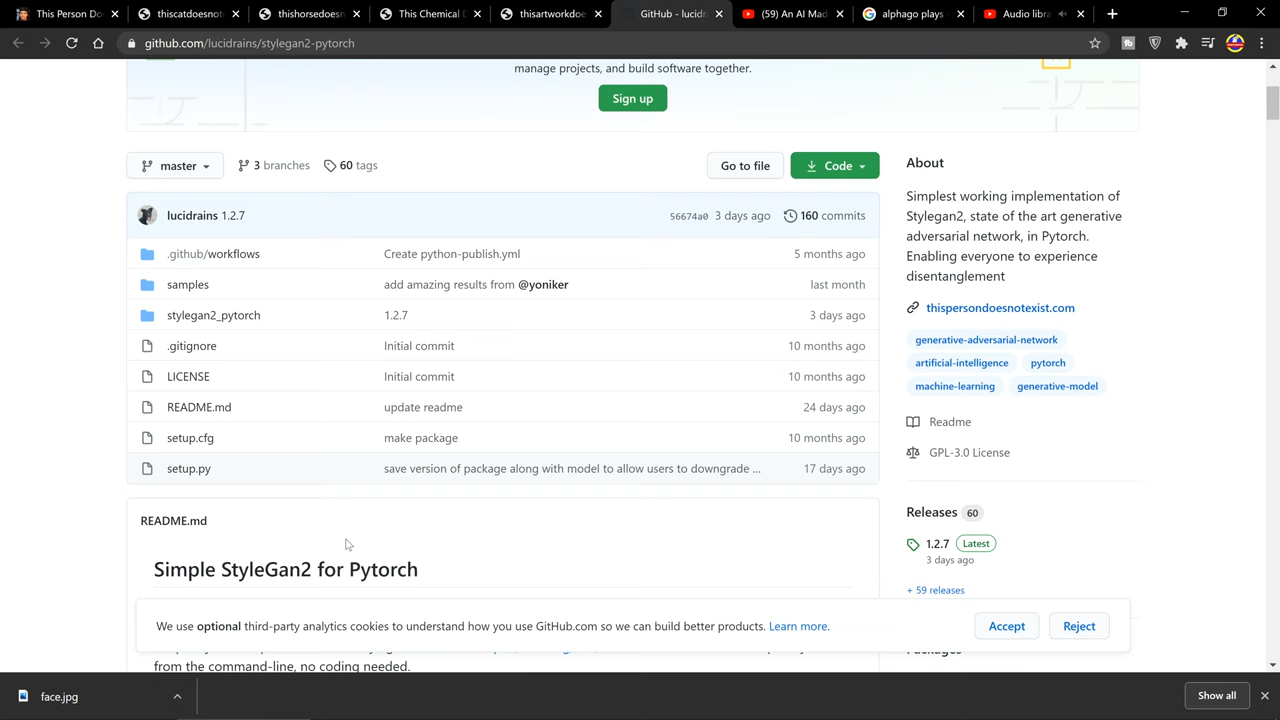 This Person Do
thiscatdoesnote
thishorsedoesn
This Chemical D
thisartworkdoe
GitHub - lucidr
(59) An AI Mad
alphago plays -
Audio libra
github.com/lucidrains/stylegan2-pytorch
manage projects, and build software together.
Sign up
master
3 branches
60 tags
Go to file
Code
lucidrains 1.2.7
56674a0 3 days ago
160 commits
.github/workflows
Create python-publish.yml
5 months ago
samples
add amazing results from @yoniker
last month
stylegan2_pytorch
1.2.7
3 days ago
.gitignore
Initial commit
10 months ago
LICENSE
Initial commit
10 months ago
README.md
update readme
24 days ago
setup.cfg
make package
10 months ago
setup.py
save version of package along with model to allow users to downgrade ...
17 days ago
README.md
Simple StyleGan2 for Pytorch
from the command-line, no coding needed.
About
Simplest working implementation of
Stylegan2, state of the art generative
adversarial network, in Pytorch.
Enabling everyone to experience
disentanglement
thispersondoesnotexist.com
generative-adversarial-network
artificial-intelligence
pytorch
machine-learning
generative-model
Readme
GPL-3.0 License
Releases 60
1.2.7
Latest
3 days ago
+ 59 releases
We use optional third-party analytics cookies to understand how you use GitHub.com so we can build better products. Learn more.
Accept
Reject
face.jpg
Show all